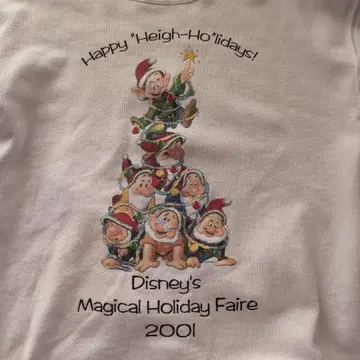 Happy "Heigh-Ho"lidays!
Disney's
Magical Holiday Faire
2001